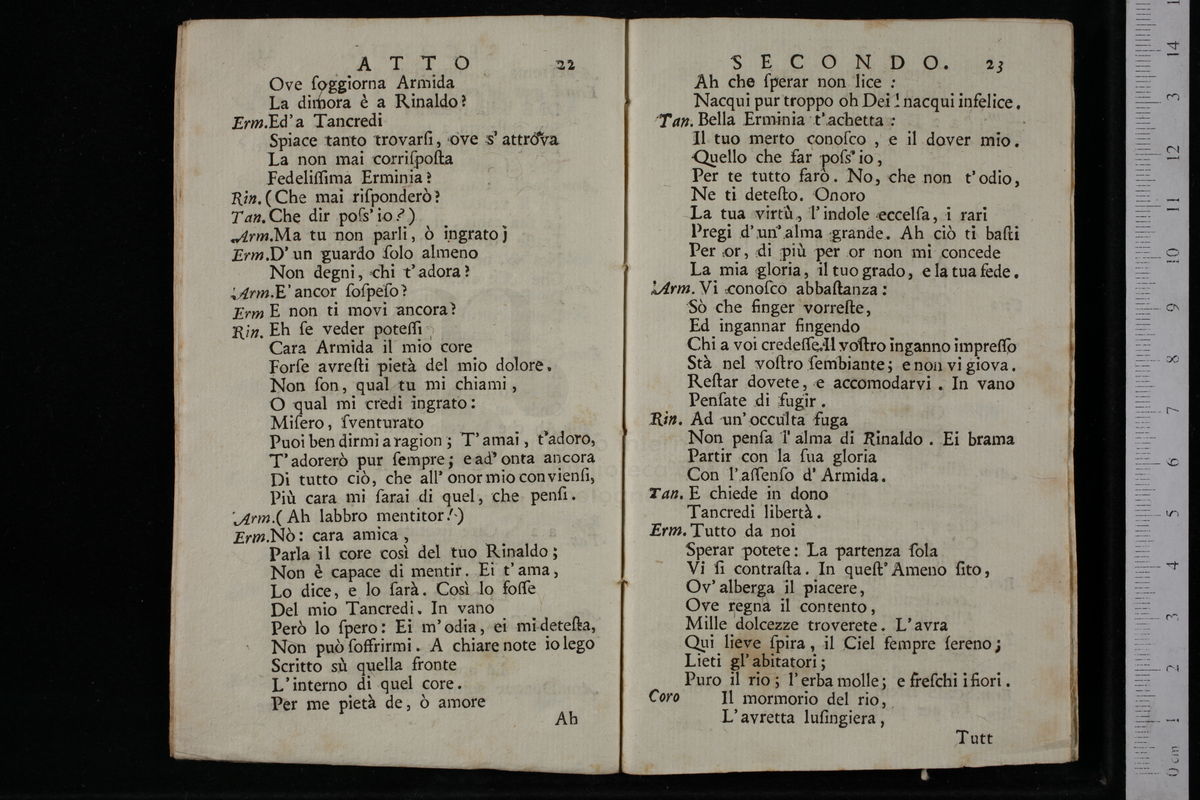 ATTO 22
Ove ſoggiorna Armida
La dimora è a Rinaldo?
Erm. Ed'a Tancredi
Spiace tanto trovarſi, ove s'attrova
La non mai corriſpoſta
Fedeliſſima Erminia?
Rin. (Che mai riſponderò?
Tan. Che dir poſs'io?)
Arm. Ma tu non parli, ò ingrato;
Erm. D'un guardo ſolo almeno
Non degni, chi t'adora?
Arm. E'ancor ſoſpeſo?
Erm E non ti movi ancora?
Rin. Eh ſe veder poteſſi
Cara Armida il mio core
Forſe avreſti pietà del mio dolore.
Non ſon, qual tu mi chiami,
O qual mi credi ingrato:
Miſero, ſventurato
Puoi ben dirmi a ragion; T'amai, t'adoro,
T'adorerò pur ſempre; e ad'onta ancora
Di tutto ciò, che all'onor mio convienſi,
Più cara mi ſarai di quel, che penſi.
Arm. (Ah labbro mentitor!)
Erm. Nò: cara amica,
Parla il core così del tuo Rinaldo;
Non è capace di mentir. Ei t'ama,
Lo dice, e lo ſarà. Così lo foſſe
Del mio Tancredi. In vano
Però lo ſpero: Ei m'odia, ei mi deteſta,
Non può ſoffrirmi. A chiare note io lego
Scritto sù quella fronte
L'interno di quel core.
Per me pietà de, ò amore
Ah
SECONDO. 23
Ah che ſperar non lice:
Nacqui pur troppo oh Dei! nacqui infelice.
Tan. Bella Erminia t'achetta:
Il tuo merto conoſco, e il dover mio.
Quello che far poſs'io,
Per te tutto farò. No, che non t'odio,
Ne ti deteſto. Onoro
La tua virtù, l'indole eccelſa, i rari
Pregi d'un'alma grande. Ah ciò ti baſti
Per or, di più per or non mi concede
La mia gloria, il tuo grado, e la tua fede.
Arm. Vi conoſco abbaſtanza:
Sò che finger vorreſte,
Ed ingannar fingendo
Chi a voi credeſſe. Il voſtro inganno impreſſo
Stà nel voſtro ſembiante; e non vi giova.
Reſtar dovete, e accomodarvi. In vano
Penſate di fugir.
Rin. Ad un'occulta fuga
Non penſa l'alma di Rinaldo. Ei brama
Partir con la ſua gloria
Con l'aſſenſo d'Armida.
Tan. E chiede in dono
Tancredi libertà.
Erm. Tutto da noi
Sperar potete: La partenza ſola
Vi ſi contraſta. In queſt'Ameno ſito,
Ov'alberga il piacere,
Ove regna il contento,
Mille dolcezze troverete. L'avra
Qui lieve ſpira, il Ciel ſempre ſereno;
Lieti gl'abitatori;
Puro il rio; l'erba molle; e freſchi i fiori.
Coro Il mormorio del rio,
L'avretta luſingiera,
Tutt